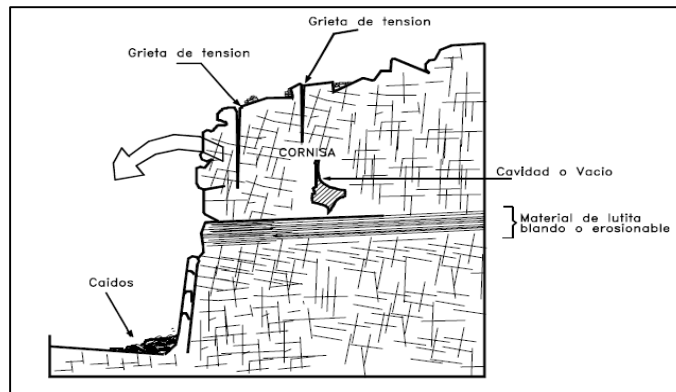 Grieta de tension
Grieta de tension
CORNISA
Cavidad o Vacio
Material de lutita
blando o erosionable
Caidos